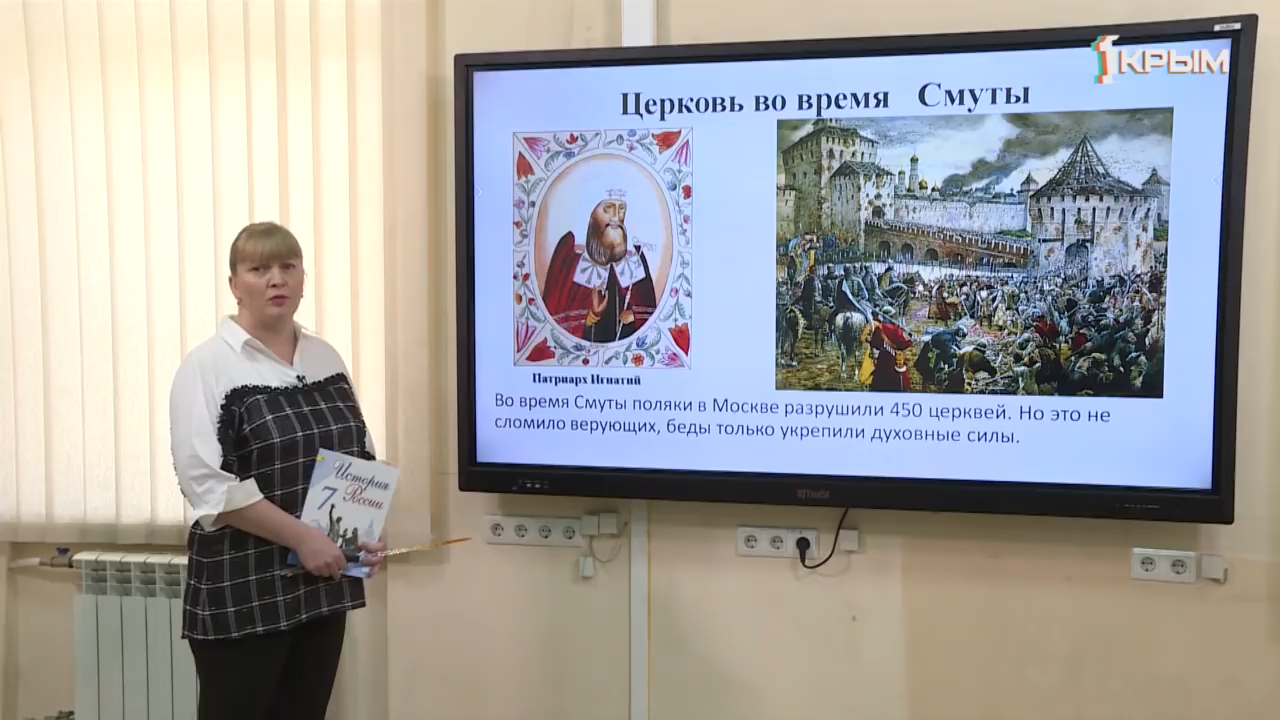 1КРЫМ
Церковь во время Смуты
Патриарх Игнатий
Во время Смуты поляки в Москве разрушили 450 церквей. Но это не
сломило верующих, беды только укрепили духовные силы.
История
7 России